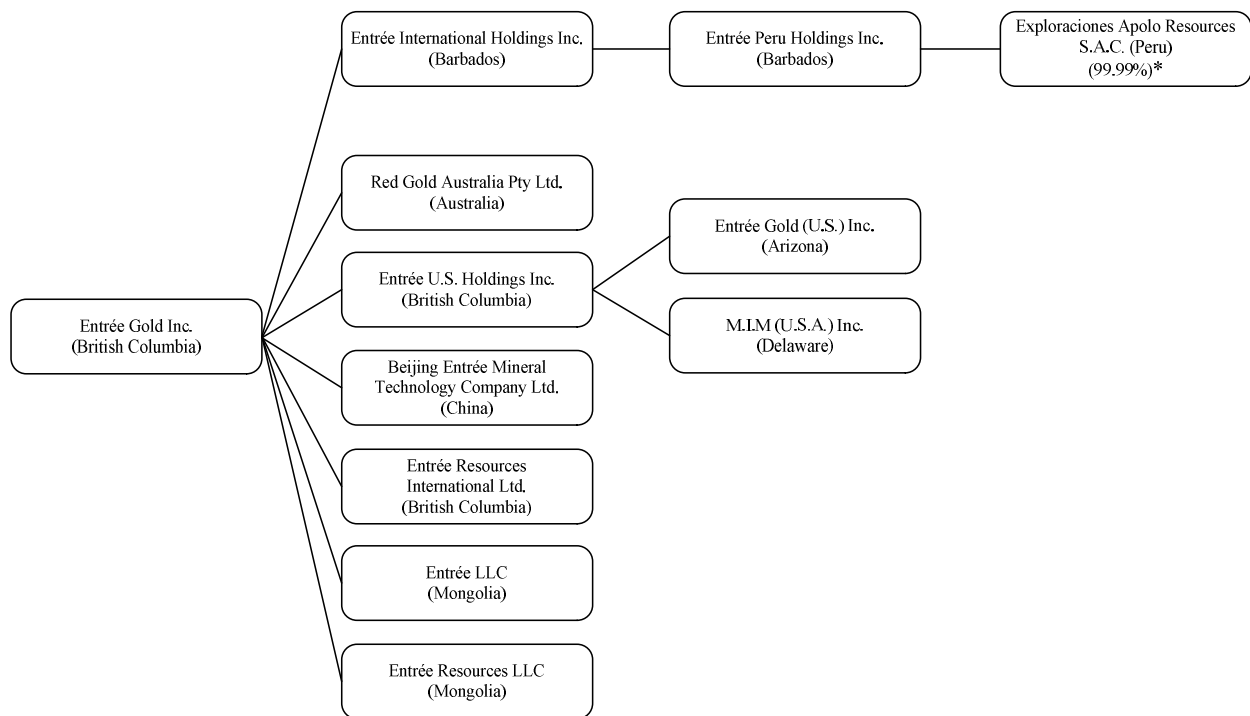 Entrée International Holdings Inc.
(Barbados)
Entrée Peru Holdings Inc.
(Barbados)
Exploraciones Apolo Resources
S.A.C. (Peru)
(99.99%)*
Red Gold Australia Pty Ltd.
(Australia)
Entrée Gold (U.S.) Inc.
(Arizona)
Entrée U.S. Holdings Inc.
(British Columbia)
Entrée Gold Inc.
(British Columbia)
M.I.M (U.S.A.) Inc.
(Delaware)
Beijing Entrée Mineral
Technology Company Ltd.
(China)
Entrée Resources
International Ltd.
(British Columbia)
Entrée LLC
(Mongolia)
Entrée Resources LLC
(Mongolia)